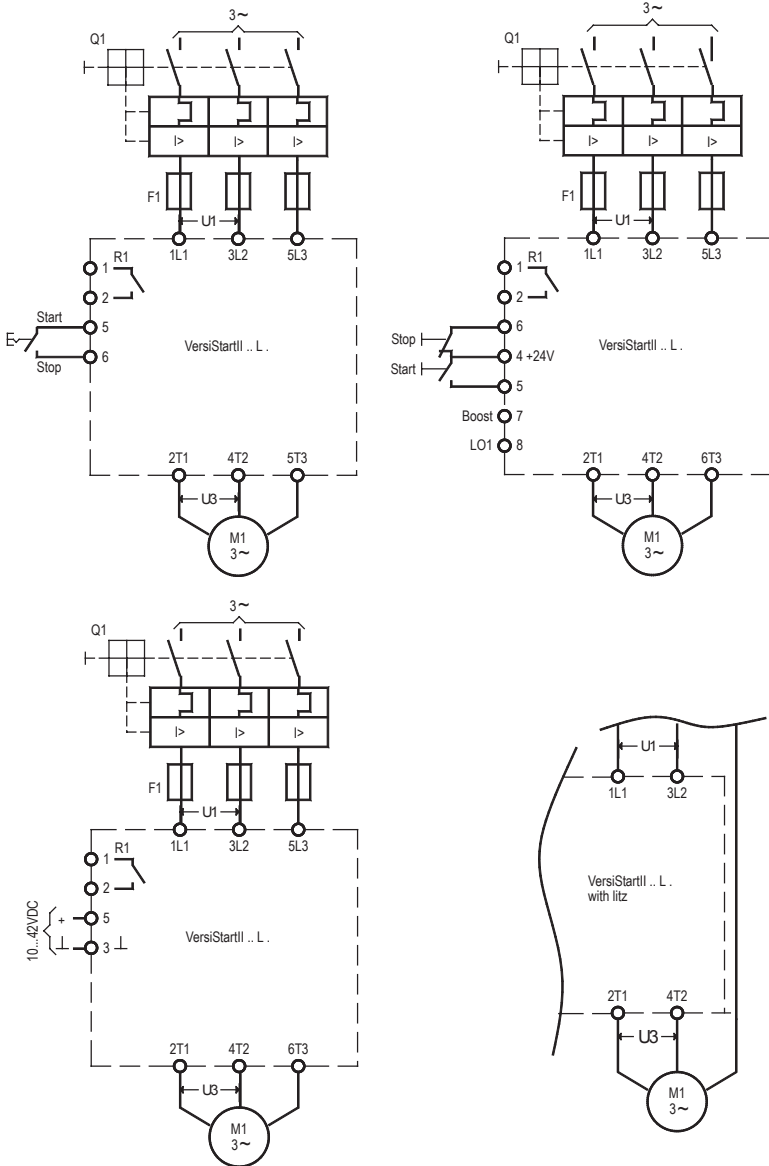 3~
Q1
I> I> I>
F1
U1
1L1 3L2 5L3
1 R1
2
Start 5
6
Stop
VersiStartII .. L .
2T1 4T2 5T3
U3
M1
3~
3~
Q1
I> I> I>
F1
U1
1L1 3L2 5L3
1 R1
2
6
Stop
4 +24V
Start
5
Boost 7
LO1 8
VersiStartII .. L .
2T1 4T2 6T3
U3
M1
3~
3~
Q1
I> I> I>
F1
U1
1L1 3L2 5L3
1 R1
2
+ 5
3
10...42VDC
VersiStartII .. L .
2T1 4T2 6T3
U3
M1
3~
U1
1L1 3L2
VersiStartII .. L .
with litz
2T1 4T2
U3
M1
3~